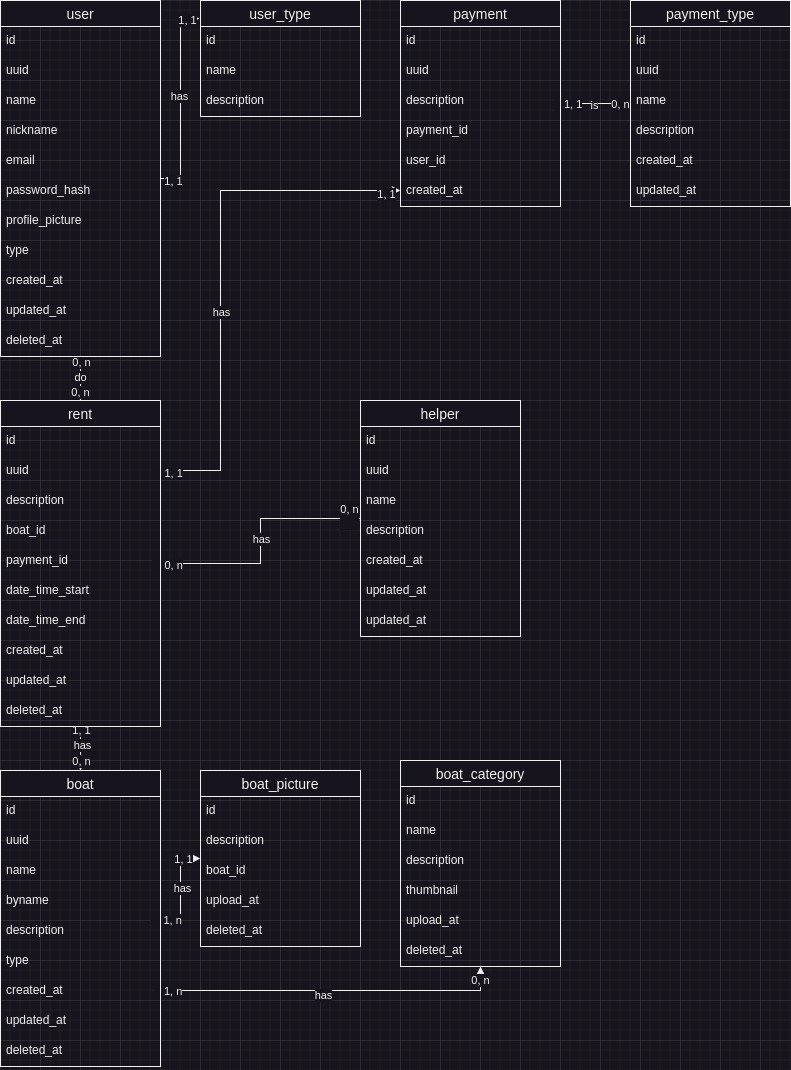 user
id
uuid
name
nickname
email
password_hash
profile_picture
type
created_at
updated_at
deleted_at
1, 1
has
1, 1
user_type
id
name
description
payment
id
uuid
description
payment_id
user_id
created_at
1, 1
is
0, n
payment_type
id
uuid
name
description
created_at
updated_at
1, 1
has
1, 1
0, n
do
0, n
rent
id
uuid
description
boat_id
payment_id
date_time_start
date_time_end
created_at
updated_at
deleted_at
0, n
has
0, n
helper
id
uuid
name
description
created_at
updated_at
updated_at
1, 1
has
0, n
boat
id
uuid
name
byname
description
type
created_at
updated_at
deleted_at
1, 1
has
1, n
boat_picture
id
description
boat_id
upload_at
deleted_at
boat_category
id
name
description
thumbnail
upload_at
deleted_at
1, n
has
0, n